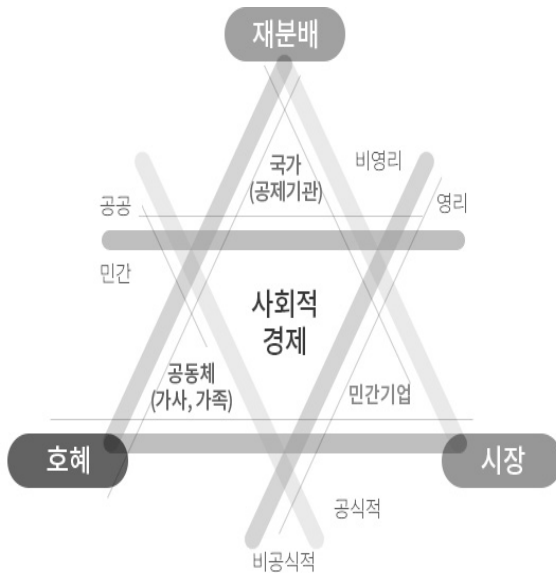 재분배
국가
(공제기관)
비영리
공공
영리
민간
사회적
경제
공동체
(가사, 가족)
민간기업
호혜
시장
공식적
비공식적